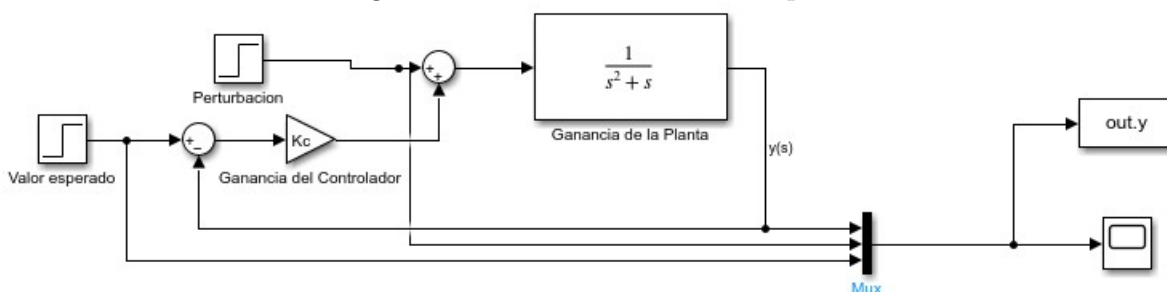 1
s² + s
Perturbacion
Ganancia de la Planta
out.y
Kc
y(s)
Valor esperado
Ganancia del Controlador
Mux